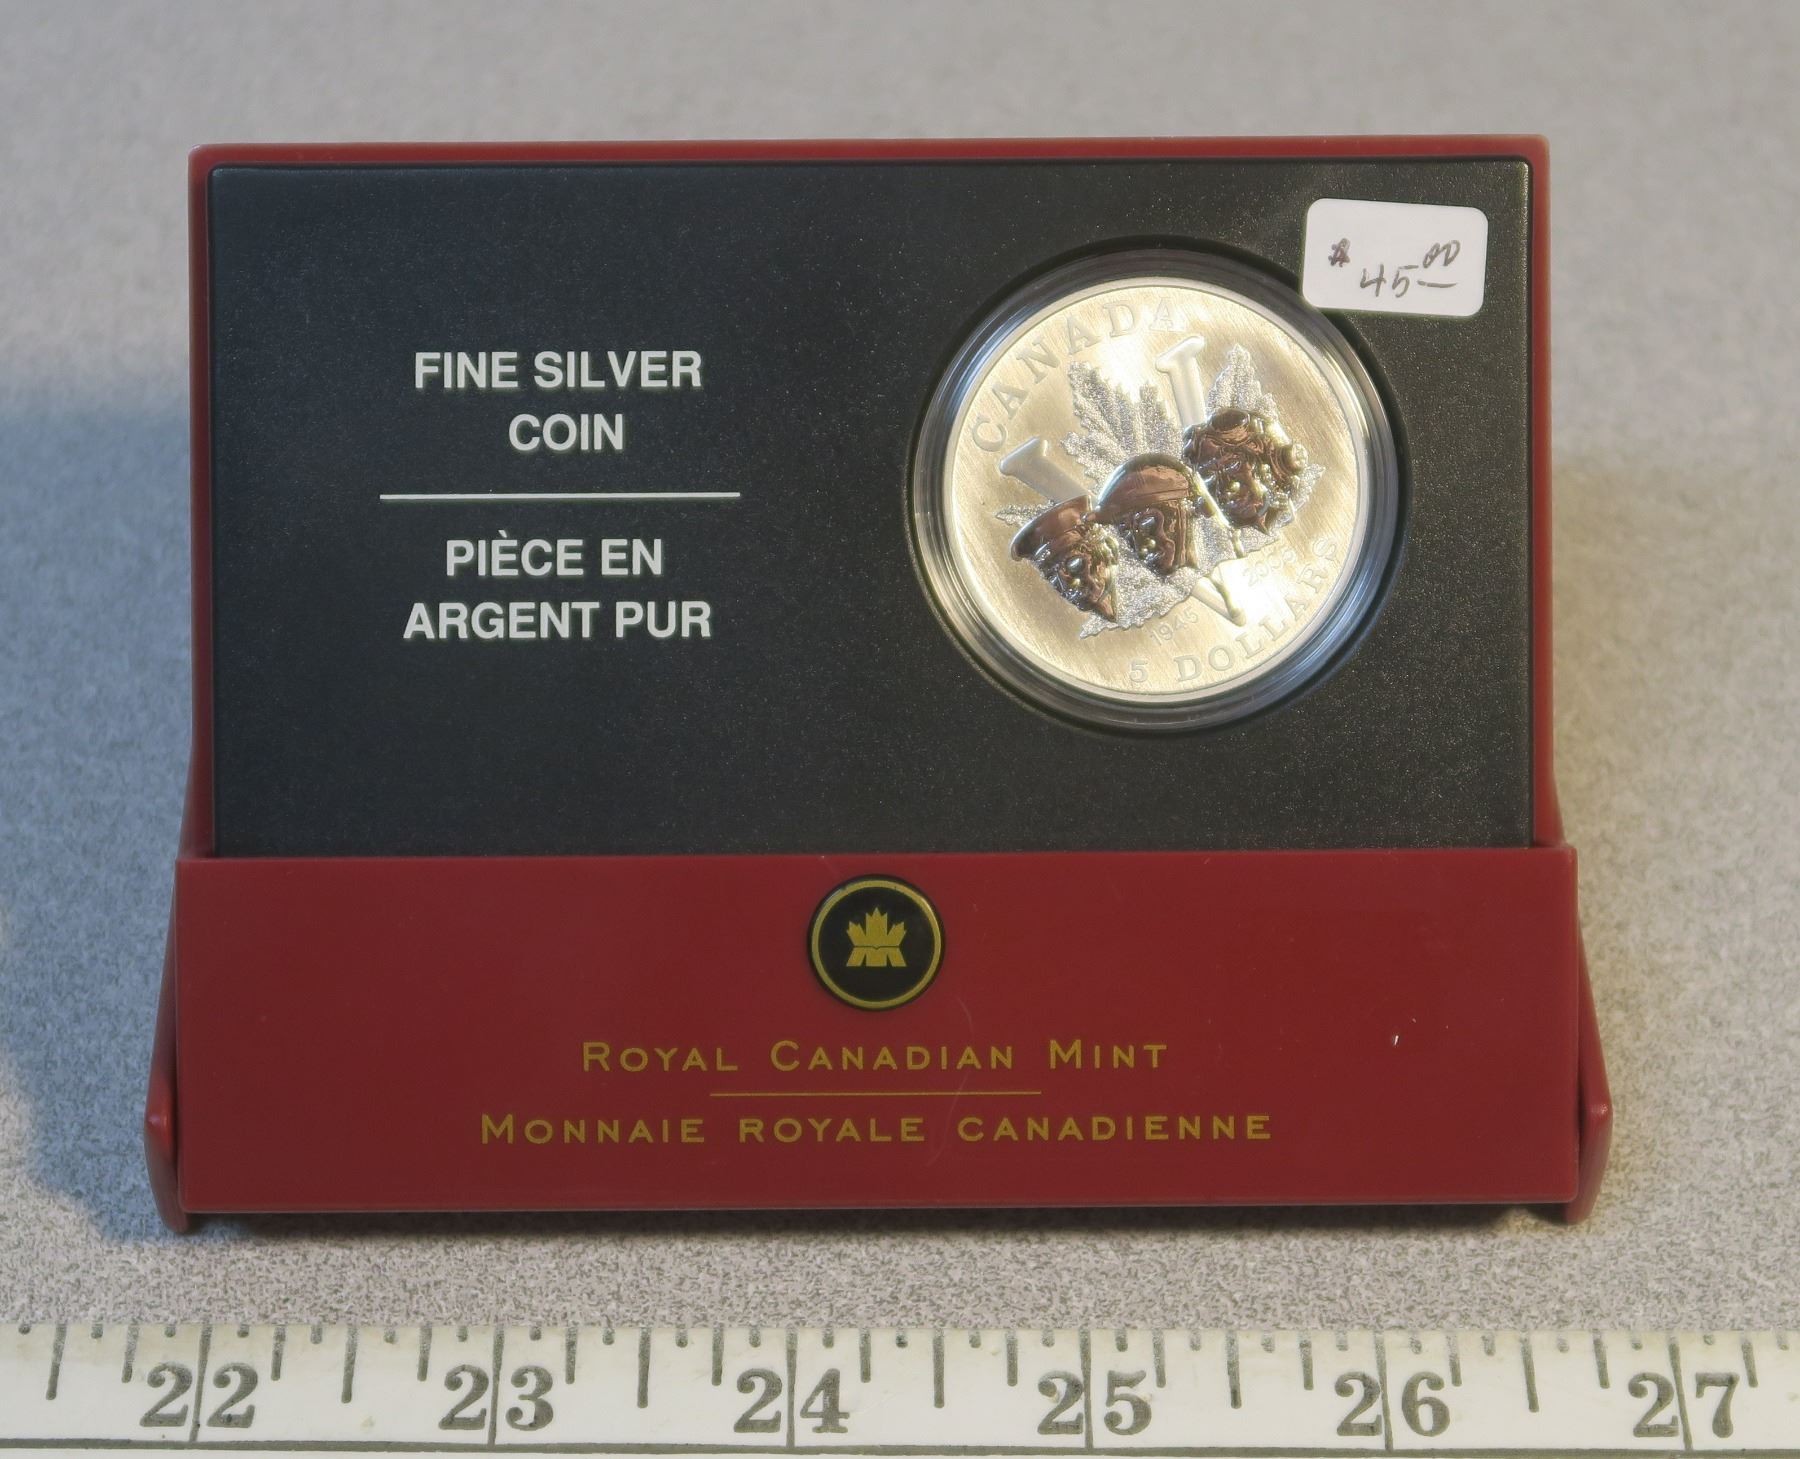 $ 45.00
FINE SILVER
COIN
PIÈCE EN
ARGENT PUR
CANADA
1945 2005
5 DOLLARS
ROYAL CANADIAN MINT
MONNAIE ROYALE CANADIENNE
22 23 24 25 26 27